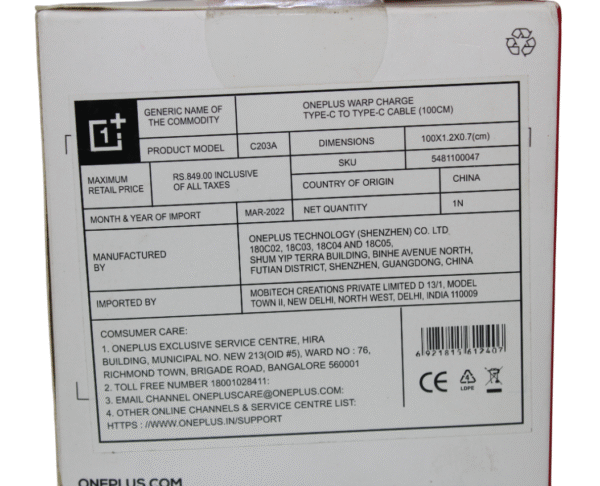 1+
GENERIC NAME OF
THE COMMODITY
ONEPLUS WARP CHARGE
TYPE-C TO TYPE-C CABLE (100CM)
PRODUCT MODEL
C203A
DIMENSIONS
100X1.2X0.7(cm)
SKU
5481100047
MAXIMUM
RETAIL PRICE
RS.849.00 INCLUSIVE
OF ALL TAXES
COUNTRY OF ORIGIN
CHINA
MONTH & YEAR OF IMPORT
MAR-2022
NET QUANTITY
1N
MANUFACTURED
BY
ONEPLUS TECHNOLOGY (SHENZHEN) CO. LTD
180C02, 18C03, 18C04 AND 18C05,
SHUM YIP TERRA BUILDING, BINHE AVENUE NORTH,
FUTIAN DISTRICT, SHENZHEN, GUANGDONG, CHINA
IMPORTED BY
MOBITECH CREATIONS PRIVATE LIMITED D 13/1, MODEL
TOWN II, NEW DELHI, NORTH WEST, DELHI, INDIA 110009
COMSUMER CARE:
1. ONEPLUS EXCLUSIVE SERVICE CENTRE, HIRA
BUILDING, MUNICIPAL NO. NEW 213(OID #5), WARD NO : 76,
RICHMOND TOWN, BRIGADE ROAD, BANGALORE 560001
2. TOLL FREE NUMBER 18001028411:
3. EMAIL CHANNEL ONEPLUSCARE@ONEPLUS.COM:
4. OTHER ONLINE CHANNELS & SERVICE CENTRE LIST:
HTTPS : //WWW.ONEPLUS.IN/SUPPORT
6 921815 612407
CE
4
LDPE
ONEPLUS.COM